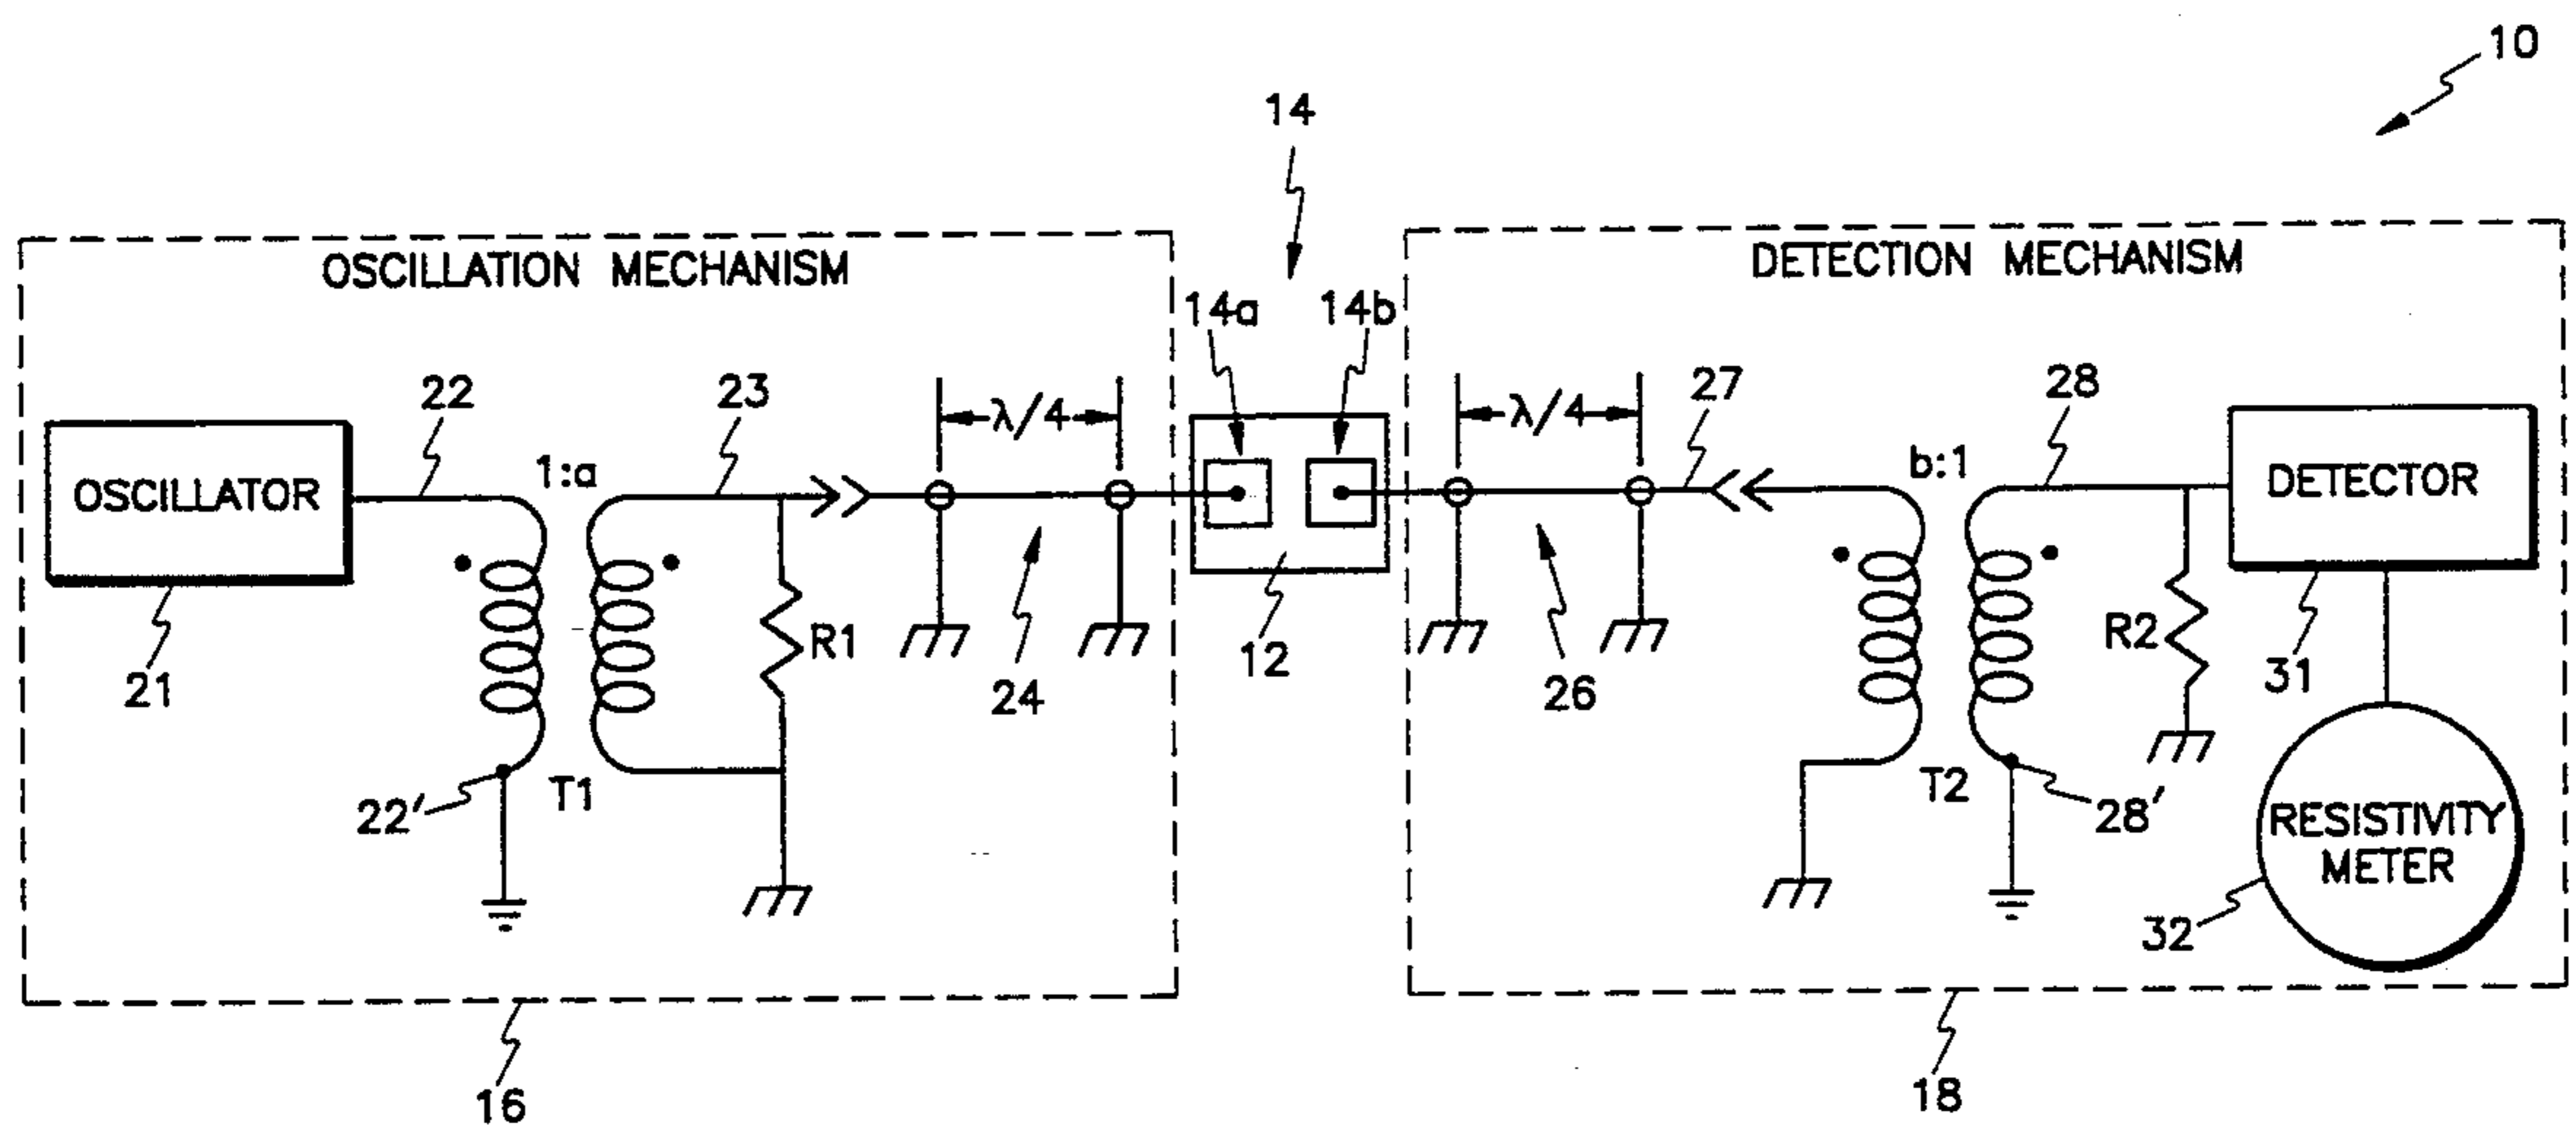 10
14
OSCILLATION MECHANISM
DETECTION MECHANISM
14a
14b
22
23
λ/4
λ/4
27
28
OSCILLATOR
1:a
b:1
DETECTOR
21
R1
24
12
26
R2
31
22'
T1
T2
28'
RESISTIVITY
METER
32
16
18